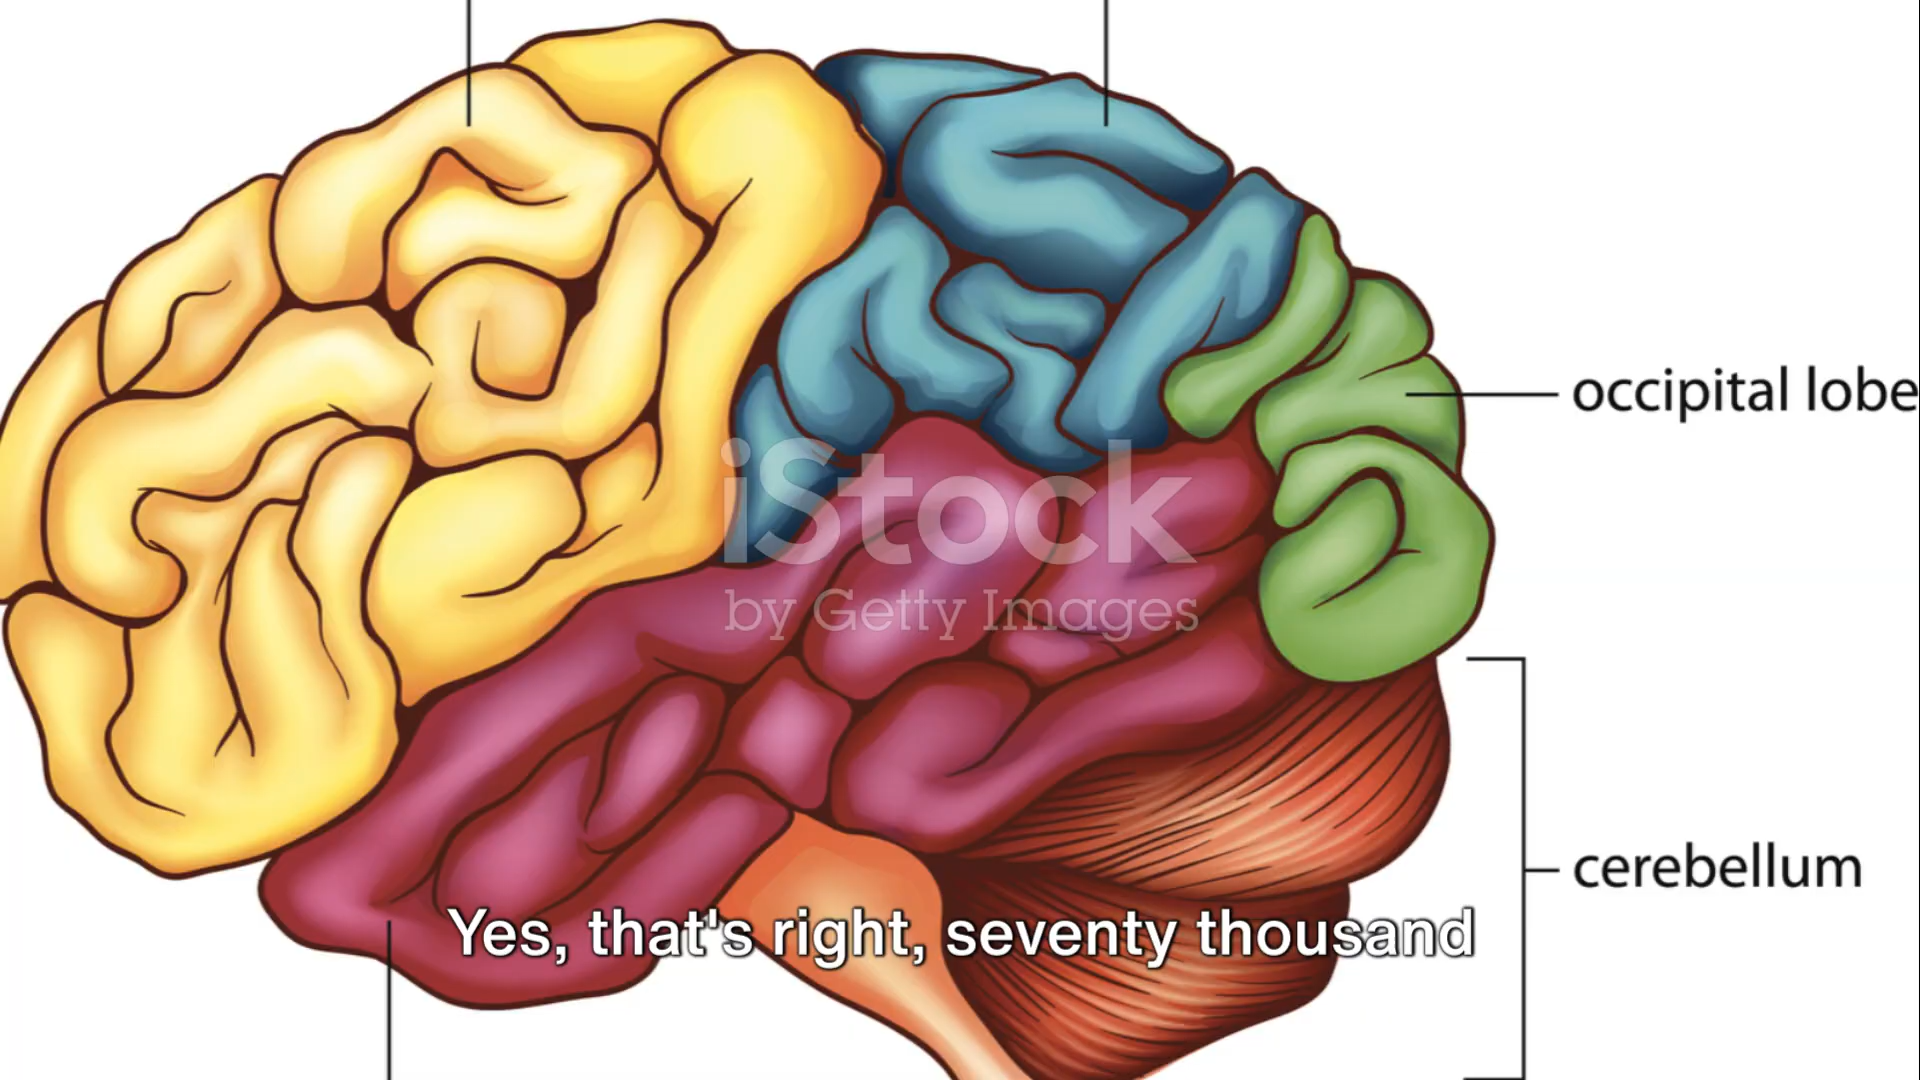 occipital lobe
iStock
by Getty Images
cerebellum
Yes, that's right, seventy thousand